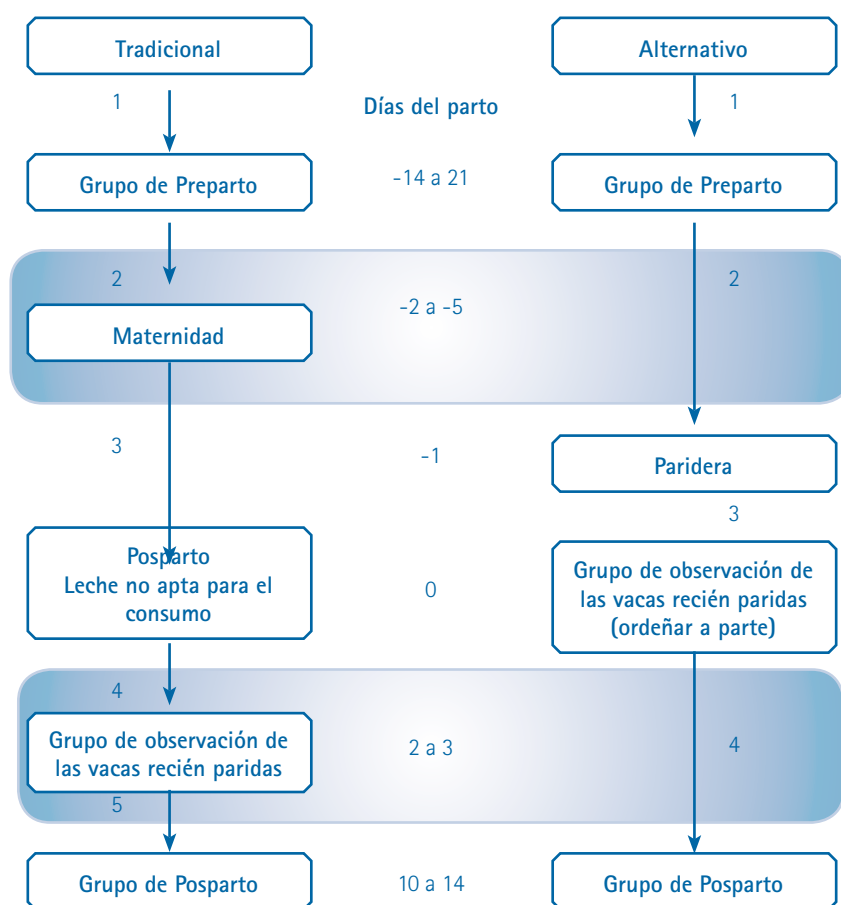 Tradicional
Alternativo
1
Días del parto
1
Grupo de Preparto
-14 a 21
Grupo de Preparto
2
-2 a -5
2
Maternidad
3
-1
Paridera
3
Posparto
Leche no apta para el
consumo
0
Grupo de observación de
las vacas recién paridas
(ordeñar a parte)
4
Grupo de observación de
las vacas recién paridas
2 a 3
4
5
Grupo de Posparto
10 a 14
Grupo de Posparto